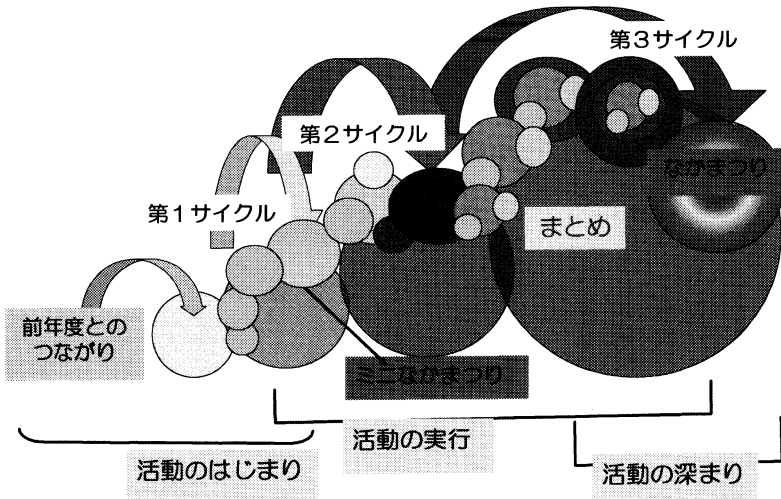 第3サイクル
第2サイクル
なかまつり
第1サイクル
まとめ
前年度との
つながり
ミニなかまつり
活動の実行
活動のはじまり
活動の深まり